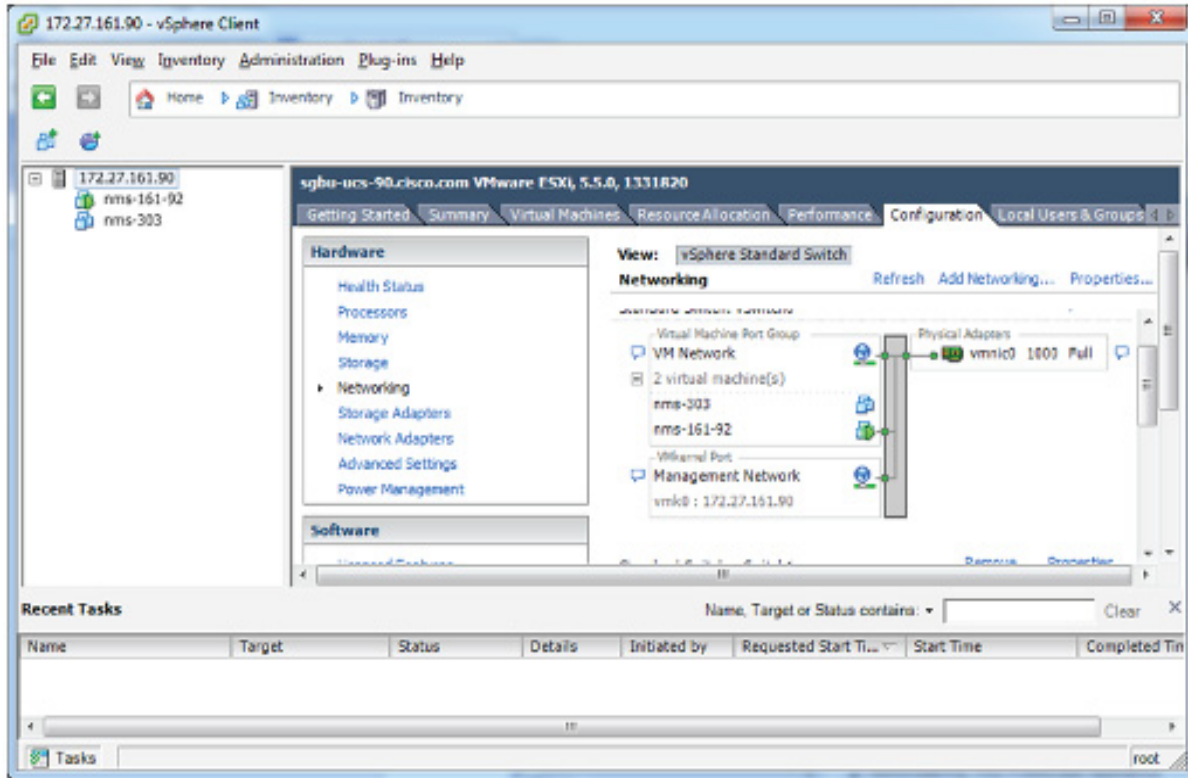 172.27.161.90 - vSphere Client
File Edit View Inventory Administration Plug-ins Help
Home Inventory Inventory
172.27.161.90
nms-161-92
nms-303
sgbu-ucs-90.cisco.com VMware ESXi, 5.5.0, 1331820
Getting Started Summary Virtual Machines Resource Allocation Performance Configuration Local Users & Groups
Hardware
Health Status
Processors
Memory
Storage
Networking
Storage Adapters
Network Adapters
Advanced Settings
Power Management
Software
View: vSphere Standard Switch
Networking Refresh Add Networking... Properties...
Virtual Machine Port Group
VM Network
2 virtual machine(s)
nms-303
nms-161-92
VMkernel Port
Management Network
vmk0 : 172.27.161.90
Physical Adapters
vmnic0 1000 Full
Recent Tasks
Name, Target or Status contains: Clear
Name Target Status Details Initiated by Requested Start Ti... Start Time Completed Tim
Tasks
root